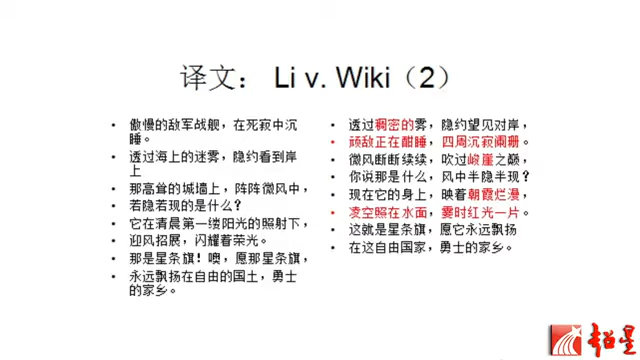 译文： Li v. Wiki（2）
• 傲慢的敌军战舰，在死寂中沉
睡。
• 透过海上的迷雾，隐约看到岸
上
• 那高耸的城墙上，阵阵微风中，
• 若隐若现的是什么？
• 它在清晨第一缕阳光的照射下，
• 迎风招展，闪耀着荣光。
• 那是星条旗！噢，愿那星条旗，
• 永远飘扬在自由的国土，勇士
的家乡。
• 透过稠密的雾，隐约望见对岸，
• 顽敌正在酣睡，四周沉寂阑珊。
• 微风断断续续，吹过峻崖之巅，
• 你说那是什么，风中半隐半现？
• 现在它的身上，映着朝霞烂漫，
• 凌空照在水面，霎时红光一片。
• 这就是星条旗，愿它永远飘扬
• 在这自由国家，勇士的家乡。
超星